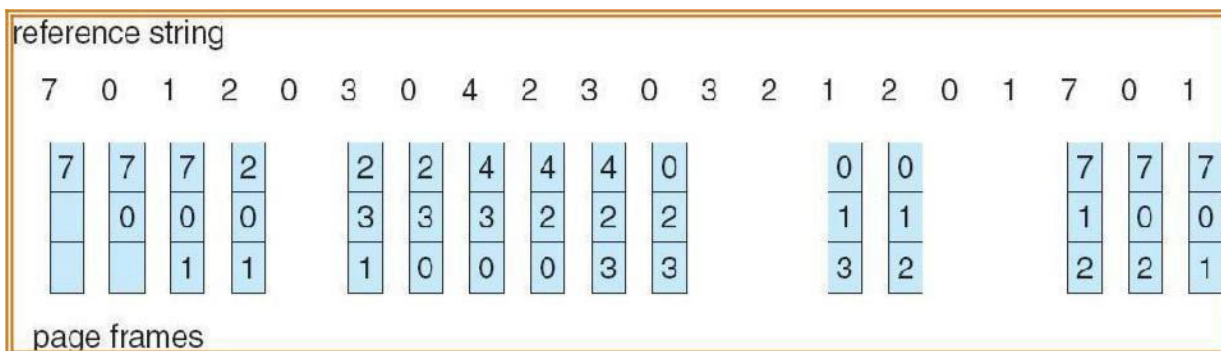 reference string
7 0 1 2 0 3 0 4 2 3 0 3 2 1 2 0 1 7 0 1
7 7 7 2 2 2 4 4 4 0 0 0 7 7 7
0 0 0 3 3 3 2 2 2 1 1 1 0 0
1 1 1 0 0 0 3 3 3 2 2 2 1
page frames